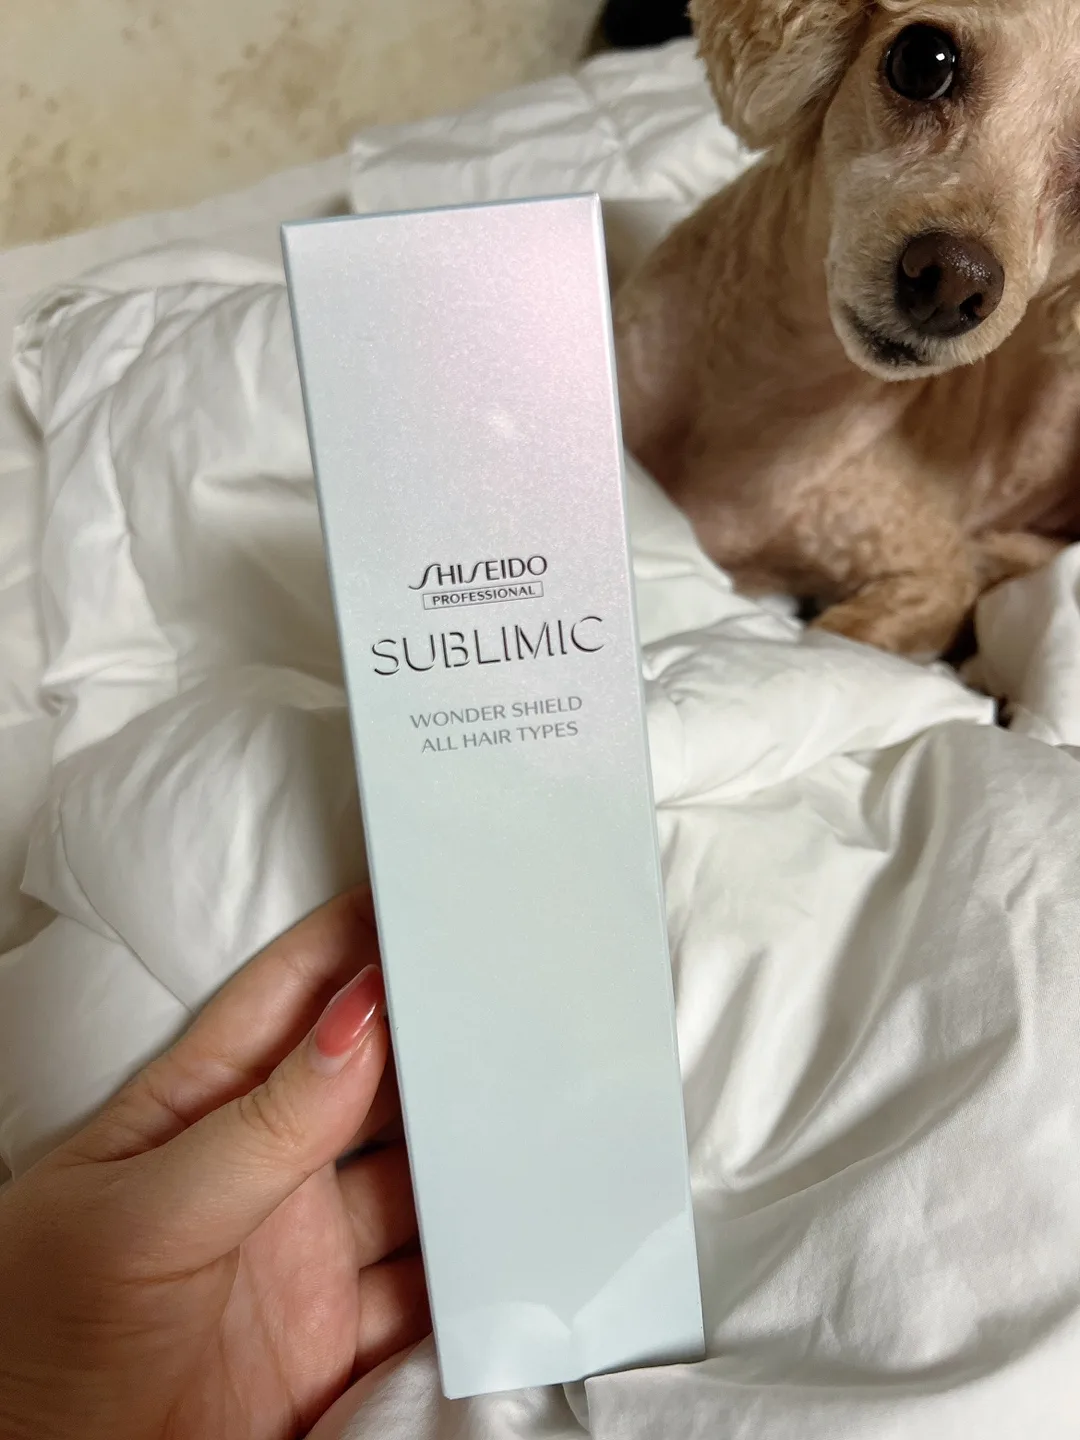 SHISEIDO
PROFESSIONAL
SUBLIMIC
WONDER SHIELD
ALL HAIR TYPES